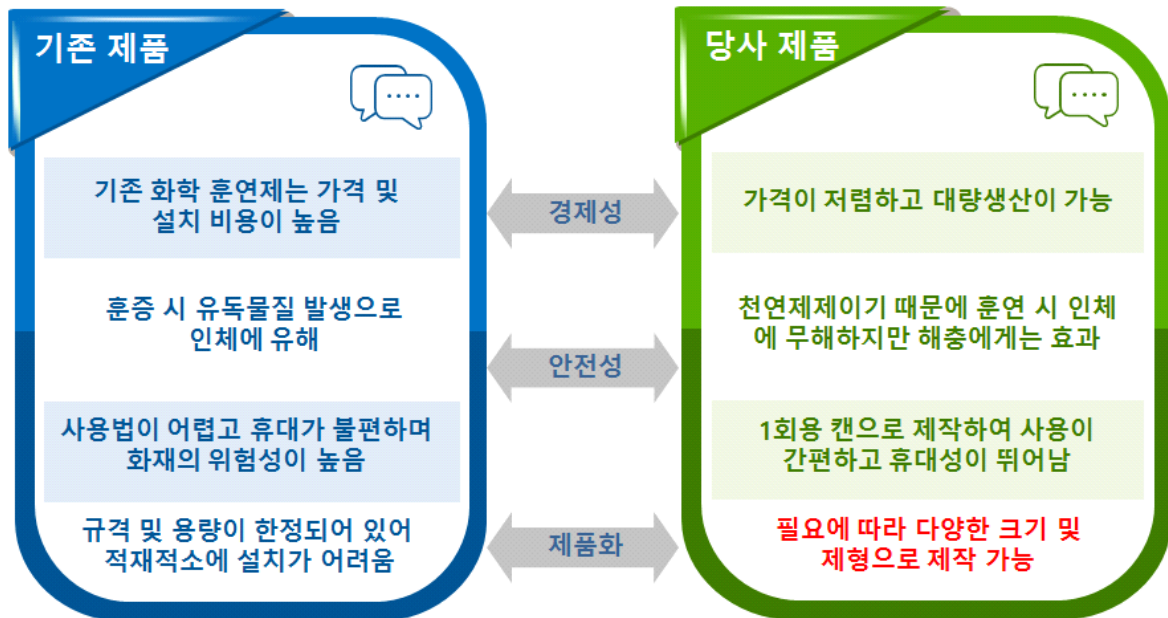 기존 제품
당사 제품
기존 화학 훈연제는 가격 및
설치 비용이 높음
경제성
가격이 저렴하고 대량생산이 가능
훈증 시 유독물질 발생으로
인체에 유해
안전성
천연제제이기 때문에 훈연 시 인체
에 무해하지만 해충에게는 효과
사용법이 어렵고 휴대가 불편하며
화재의 위험성이 높음
1회용 캔으로 제작하여 사용이
간편하고 휴대성이 뛰어남
규격 및 용량이 한정되어 있어
적재적소에 설치가 어려움
제품화
필요에 따라 다양한 크기 및
제형으로 제작 가능